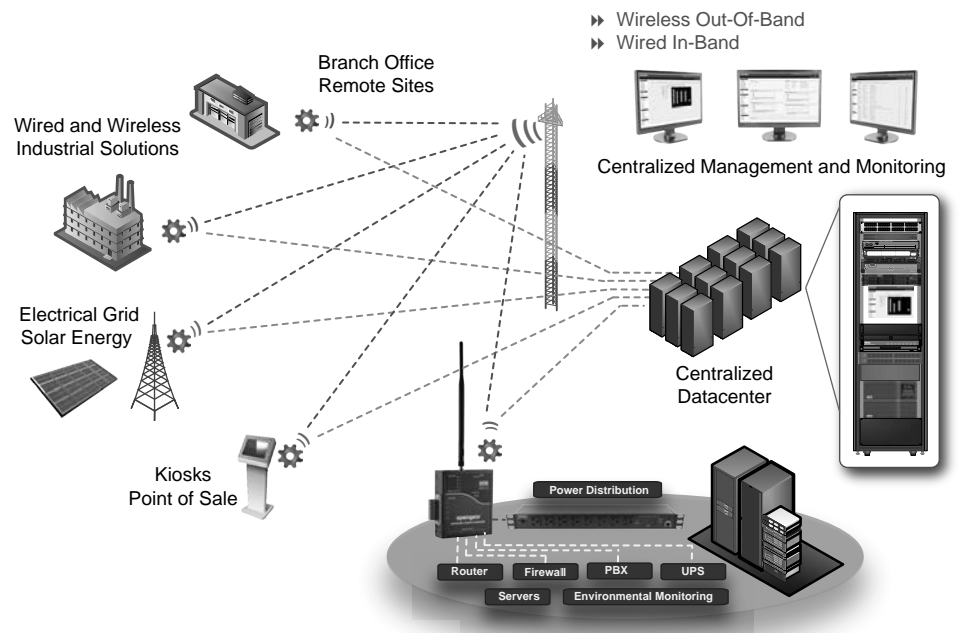 Wireless Out-Of-Band
Wired In-Band
Branch Office
Remote Sites
Wired and Wireless
Industrial Solutions
Centralized Management and Monitoring
Electrical Grid
Solar Energy
Centralized
Datacenter
Kiosks
Point of Sale
Power Distribution
Router
Firewall
PBX
UPS
Servers
Environmental Monitoring